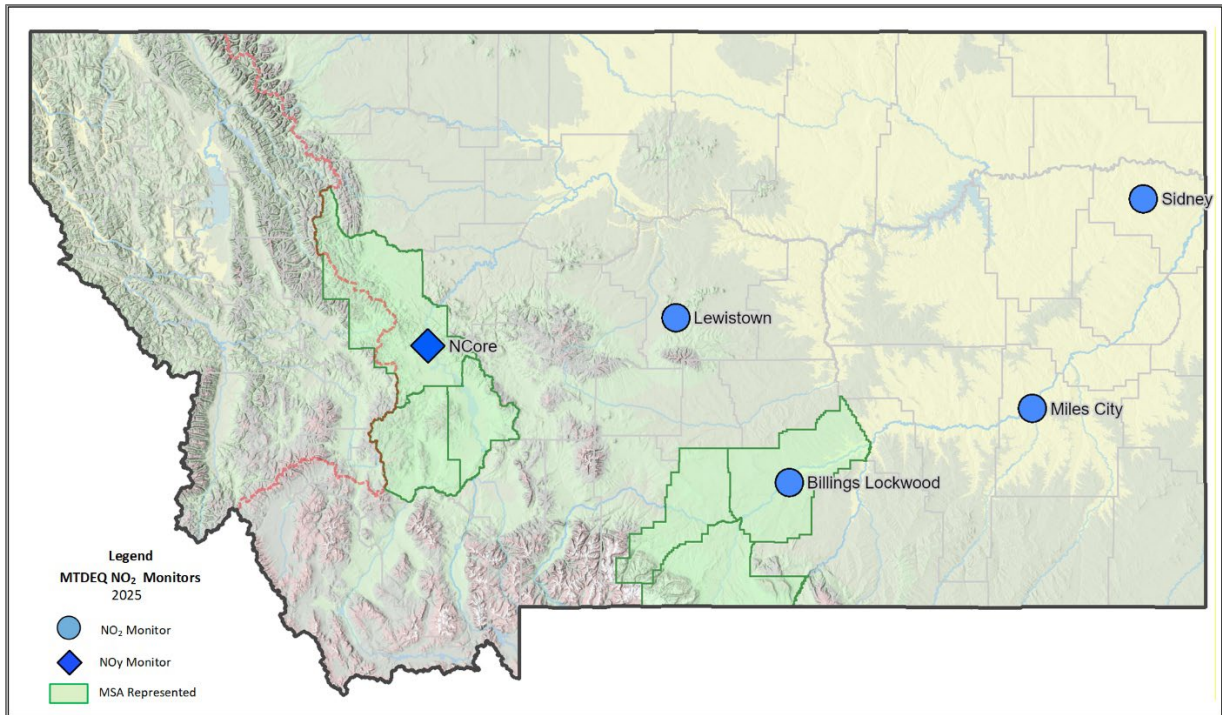 Sidney
Lewistown
NCore
Miles City
Billings Lockwood
Legend
MTDEQ NO₂ Monitors
2025
NO₂ Monitor
NOy Monitor
MSA Represented